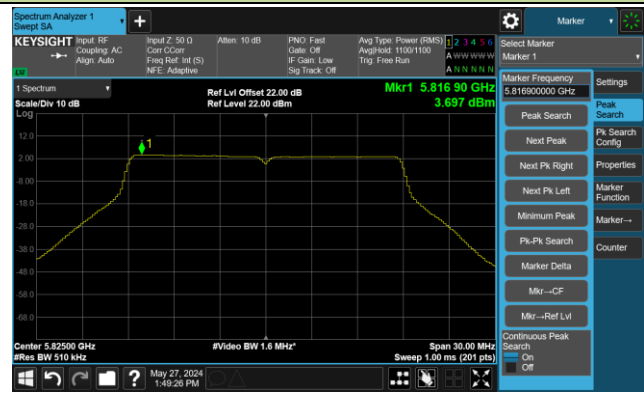 Spectrum Analyzer 1
Swept SA
+
Marker
KEYSIGHT
Input: RF
Coupling: AC
Align: Auto
Input Z: 50 Ω
Corr CCorr
Freq Ref: Int (S)
NFE: Adaptive
Atten: 10 dB
PNO: Fast
Gate: Off
IF Gain: Low
Sig Track: Off
Avg Type: Power (RMS)
Avg|Hold: 1100/1100
Trig: Free Run
1 2 3 4 5 6
A W W W W W
A N N N N N
Select Marker
Marker 1
1 Spectrum
Scale/Div 10 dB
Ref Lvl Offset 22.00 dB
Ref Level 22.00 dBm
Mkr1 5.816 90 GHz
3.697 dBm
Log
12.0
2.00
-8.00
-18.0
-28.0
-38.0
-48.0
-58.0
-68.0
1
Center 5.82500 GHz
#Res BW 510 kHz
#Video BW 1.6 MHz*
Span 30.00 MHz
Sweep 1.00 ms (201 pts)
Marker Frequency
5.816900000 GHz
Peak Search
Next Peak
Next Pk Right
Next Pk Left
Minimum Peak
Pk-Pk Search
Marker Delta
Mkr→CF
Mkr→Ref Lvl
Continuous Peak
Search
On
Off
Settings
Peak
Search
Pk Search
Config
Properties
Marker
Function
Marker→
Counter
?
May 27, 2024
1:49:26 PM